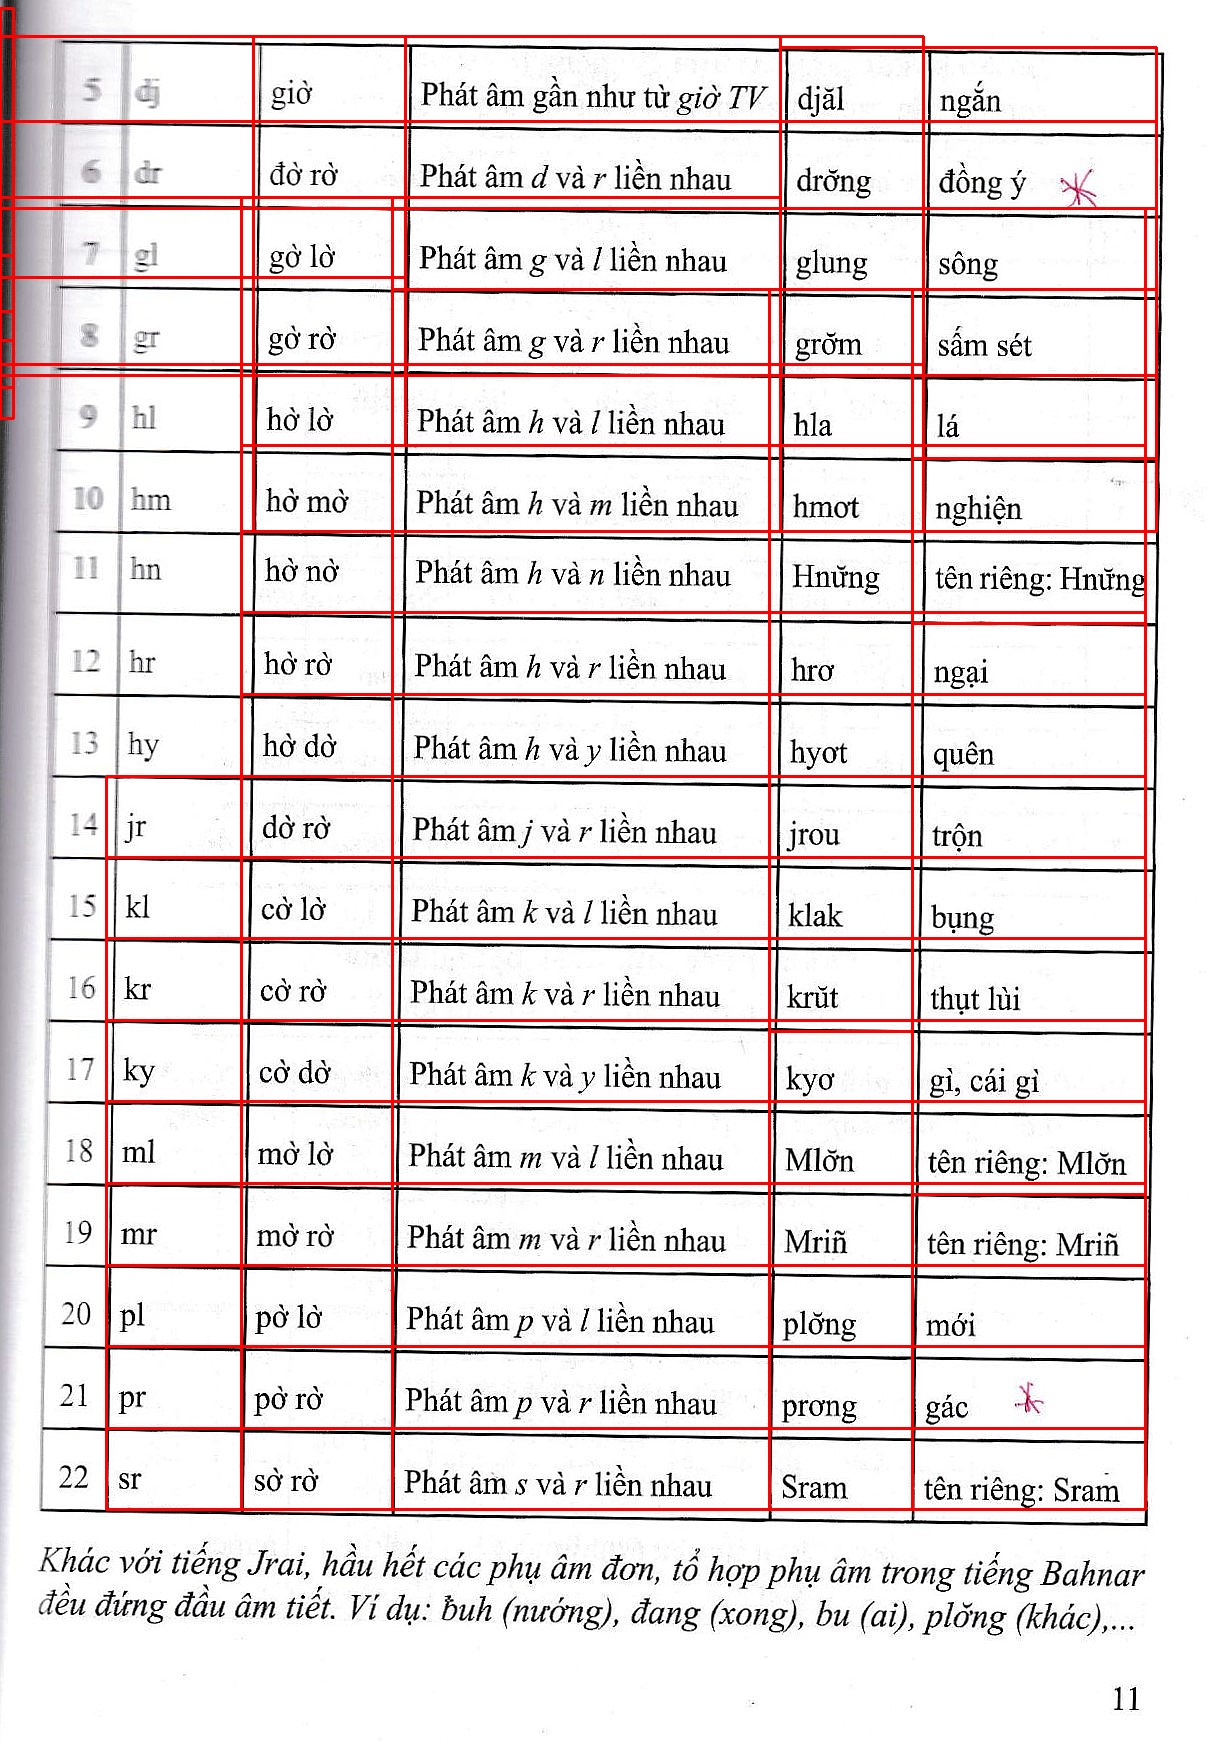 5 dj giờ Phát âm gần như từ giờ TV djăl ngắn
6 dr đờ rờ Phát âm d và r liền nhau drơ̆ng đồng ý
7 gl gờ lờ Phát âm g và l liền nhau glung sông
8 gr gờ rờ Phát âm g và r liền nhau grơ̆m sấm sét
9 hl hờ lờ Phát âm h và l liền nhau hla lá
10 hm hờ mờ Phát âm h và m liền nhau hmơt nghiện
11 hn hờ nờ Phát âm h và n liền nhau Hnư̆ng tên riêng: Hnư̆ng
12 hr hờ rờ Phát âm h và r liền nhau hrơ ngại
13 hy hờ dờ Phát âm h và y liền nhau hyơt quên
14 jr dờ rờ Phát âm j và r liền nhau jrou trộn
15 kl cờ lờ Phát âm k và l liền nhau klak bụng
16 kr cờ rờ Phát âm k và r liền nhau krŭt thụt lùi
17 ky cờ dờ Phát âm k và y liền nhau kyơ gì, cái gì
18 ml mờ lờ Phát âm m và l liền nhau Mlơ̆n tên riêng: Mlơ̆n
19 mr mờ rờ Phát âm m và r liền nhau Mriñ tên riêng: Mriñ
20 pl pờ lờ Phát âm p và l liền nhau plơ̆ng mới
21 pr pờ rờ Phát âm p và r liền nhau prơng gác
22 sr sờ rờ Phát âm s và r liền nhau Sram tên riêng: Sram
Khác với tiếng Jrai, hầu hết các phụ âm đơn, tổ hợp phụ âm trong tiếng Bahnar
đều đứng đầu âm tiết. Ví dụ: ƀuh (nướng), đang (xong), bu (ai), plơ̆ng (khác),...
11